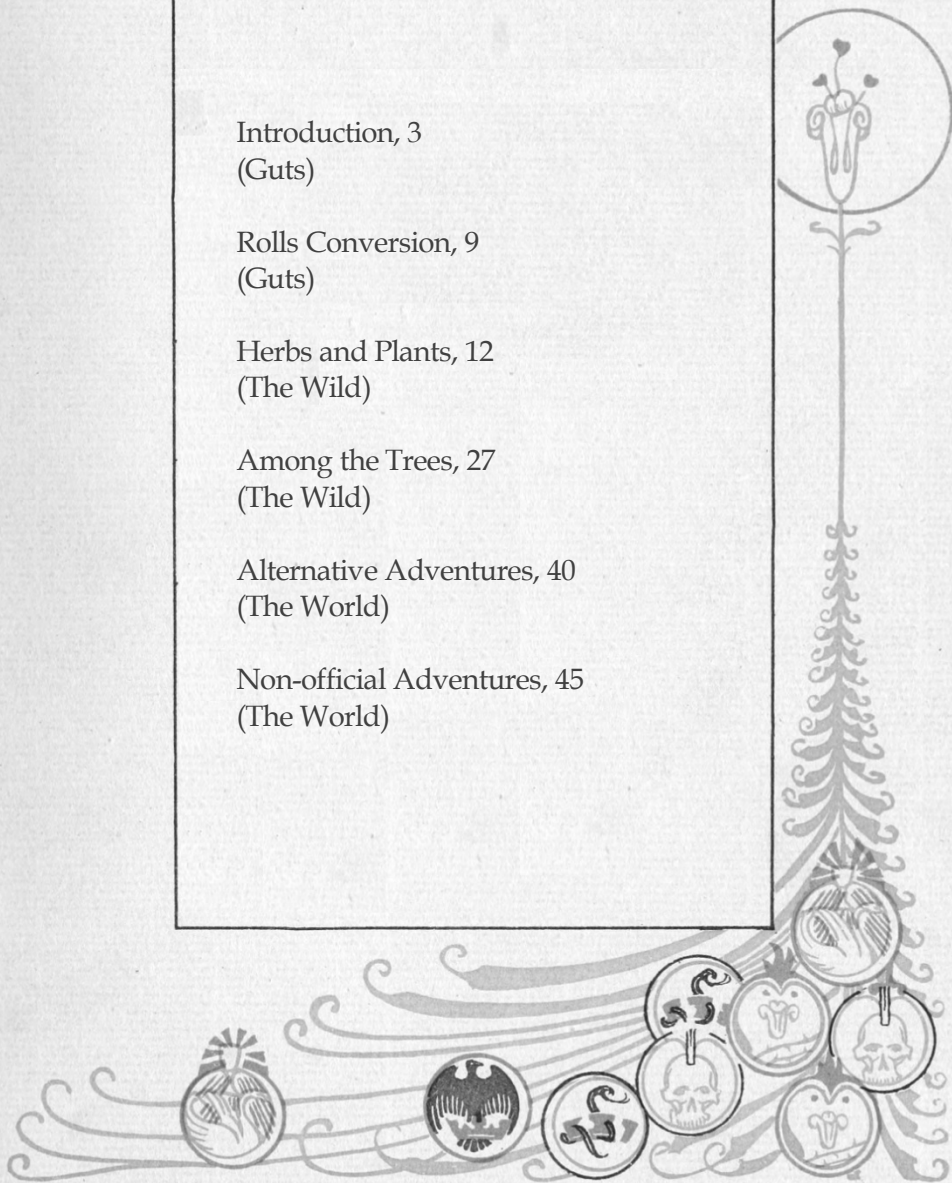 Introduction, 3
(Guts)
Rolls Conversion, 9
(Guts)
Herbs and Plants, 12
(The Wild)
Among the Trees, 27
(The Wild)
Alternative Adventures, 40
(The World)
Non-official Adventures, 45
(The World)